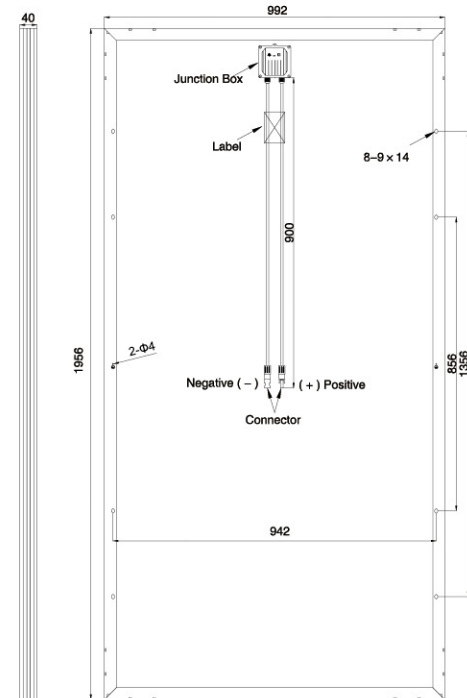 40
992
Junction Box
Label
8-9 × 14
900
1956
2-Φ4
856
1356
Negative ( − )
( + ) Positive
Connector
942